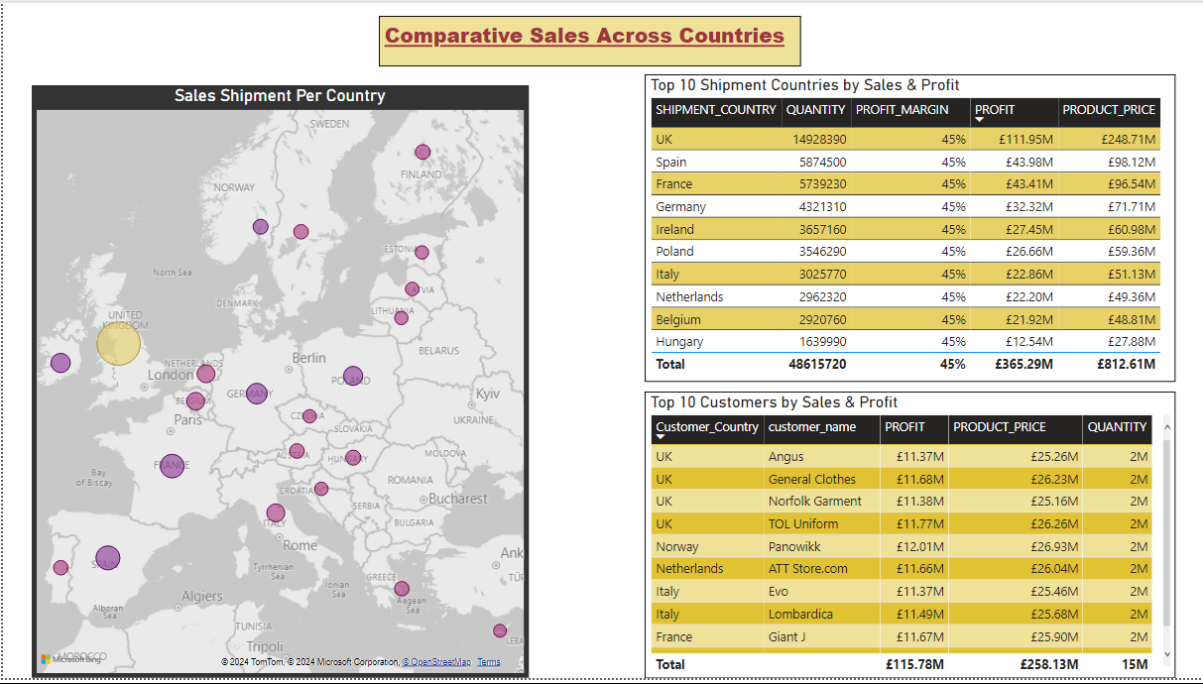 Comparative Sales Across Countries
Sales Shipment Per Country
SWEDEN
FINLAND
NORWAY
ESTONIA
North Sea
LATVIA
DENMARK
LITHUANIA
UNITED
KINGDOM
BELARUS
NETHERLANDS
Berlin
London
POLAND
GERMANY
Kyiv
BELGIUM
Paris
CZECHIA
UKRAINE
SLOVAKIA
FRANCE
AUSTRIA
HUNGARY
MOLDOVA
Bay
of Biscay
ROMANIA
CROATIA
Bucharest
SERBIA
ITALY
BULGARIA
Rome
Ank
SPAIN
Tyrrhenian
Sea
GREECE
TÜR
Ionian
Sea
Aegean
Sea
Algiers
Alboran
Sea
TUNISIA
LEBA
Tripoli
MOROCCO
Microsoft Bing
© 2024 TomTom, © 2024 Microsoft Corporation, © OpenStreetMap Terms
Top 10 Shipment Countries by Sales & Profit
SHIPMENT_COUNTRY QUANTITY PROFIT_MARGIN PROFIT PRODUCT_PRICE
UK 14928390 45% £111.95M £248.71M
Spain 5874500 45% £43.98M £98.12M
France 5739230 45% £43.41M £96.54M
Germany 4321310 45% £32.32M £71.71M
Ireland 3657160 45% £27.45M £60.98M
Poland 3546290 45% £26.66M £59.36M
Italy 3025770 45% £22.86M £51.13M
Netherlands 2962320 45% £22.20M £49.36M
Belgium 2920760 45% £21.92M £48.81M
Hungary 1639990 45% £12.54M £27.88M
Total 48615720 45% £365.29M £812.61M
Top 10 Customers by Sales & Profit
Customer_Country customer_name PROFIT PRODUCT_PRICE QUANTITY
UK Angus £11.37M £25.26M 2M
UK General Clothes £11.68M £26.23M 2M
UK Norfolk Garment £11.38M £25.16M 2M
UK TOL Uniform £11.77M £26.26M 2M
Norway Panowikk £12.01M £26.93M 2M
Netherlands ATT Store.com £11.66M £26.04M 2M
Italy Evo £11.37M £25.46M 2M
Italy Lombardica £11.49M £25.68M 2M
France Giant J £11.67M £25.90M 2M
Total £115.78M £258.13M 15M